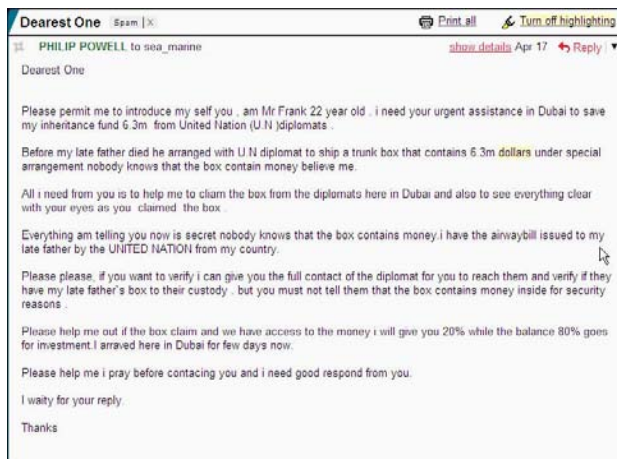 Dearest One Spam | X Print all Turn off highlighting
PHILIP POWELL to sea_marine show details Apr 17 Reply
Dearest One
Please permit me to introduce my self you , am Mr Frank 22 year old . i need your urgent assistance in Dubai to save
my inheritance fund 6.3m from United Nation (U.N )diplomats .
Before my late father died he arranged with U.N diplomat to ship a trunk box that contains 6.3m dollars under special
arrangement nobody knows that the box contain money believe me.
All i need from you is to help me to cliam the box from the diplomats here in Dubai and also to see everything clear
with your eyes as you claimed the box .
Everything am telling you now is secret nobody knows that the box contains money.i have the airwaybill issued to my
late father by the UNITED NATION from my country.
Please please, if you want to verify i can give you the full contact of the diplomat for you to reach them and verify if they
have my late father's box to their custody . but you must not tell them that the box contains money inside for security
reasons .
Please help me out if the box claim and we have access to the money i will give you 20% while the balance 80% goes
for investment.I arraved here in Dubai for few days now.
Please help me i pray before contacing you and i need good respond from you.
I waity for your reply.
Thanks